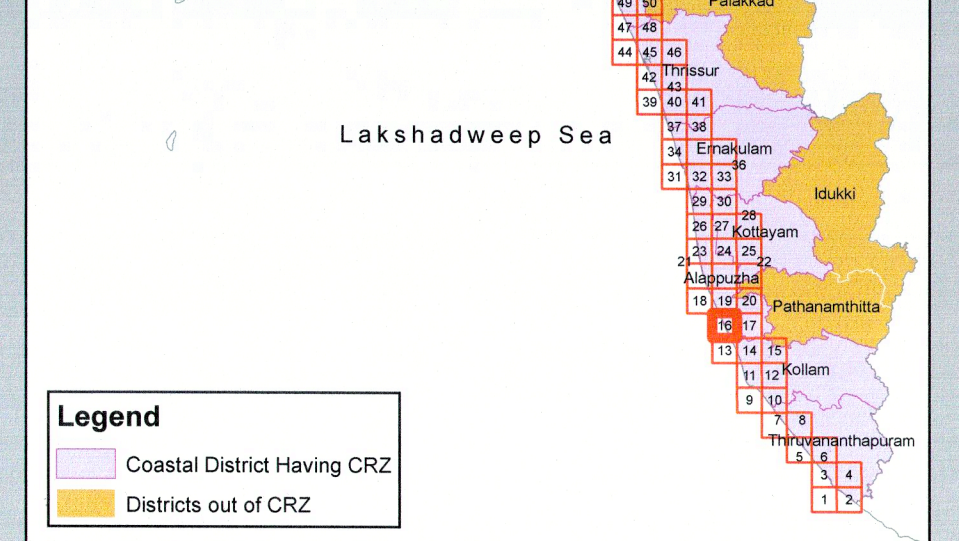 49 50 Palakkad
47 48
44 45 46
42 Thrissur
43
39 40 41
37 38
Lakshadweep Sea
34 Ernakulam
36
31 32 33
Idukki
29 30
28
26 27 Kottayam
23 24 25
21 22
Alappuzha
18 19 20 Pathanamthitta
16 17
13 14 15
11 12 Kollam
9 10
7 8
Thiruvananthapuram
5 6
3 4
1 2
Legend
Coastal District Having CRZ
Districts out of CRZ